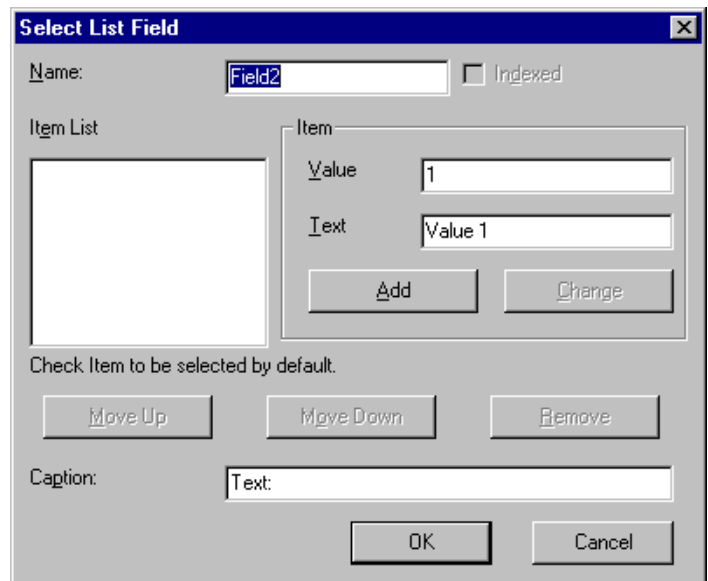 Select List Field
Name: Field2 Indexed
Item List Item
Value 1
Text Value 1
Add Change
Check Item to be selected by default.
Move Up Move Down Remove
Caption: Text:
OK Cancel